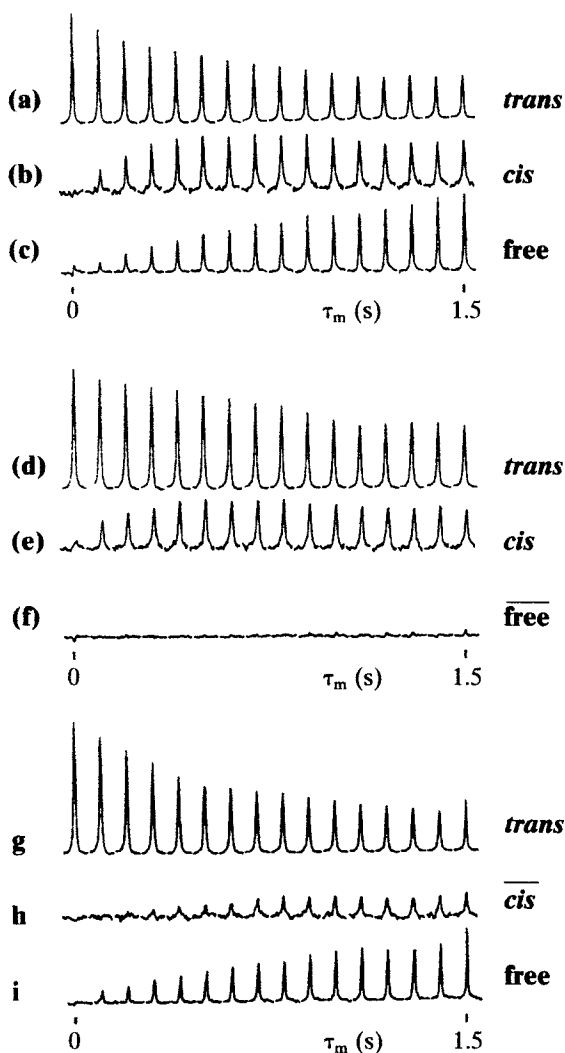 (a) trans
(b) cis
(c) free
0 τm (s) 1.5
(d) trans
(e) cis
(f) free
0 τm (s) 1.5
g trans
h cis
i free
0 τm (s) 1.5